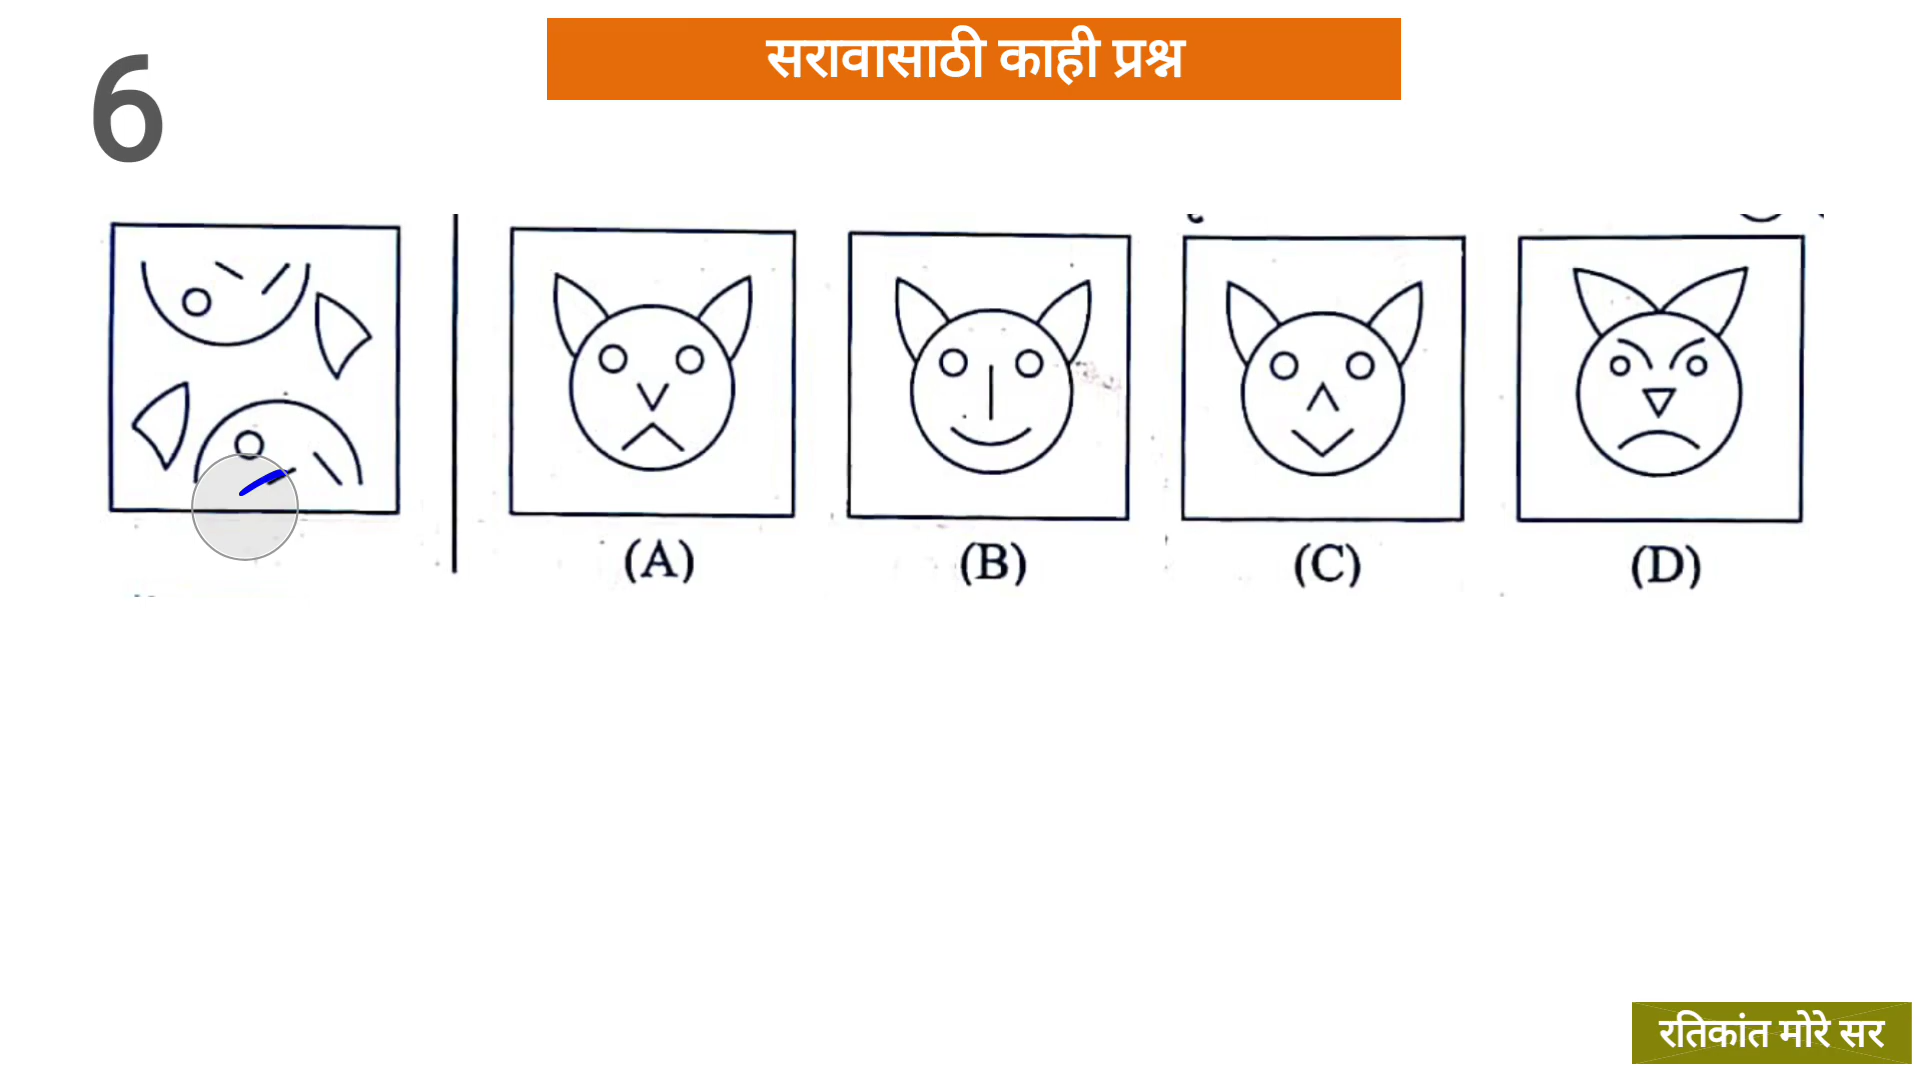 सरावासाठी काही प्रश्न
6
(A) (B) (C) (D)
रतिकांत मोरे सर